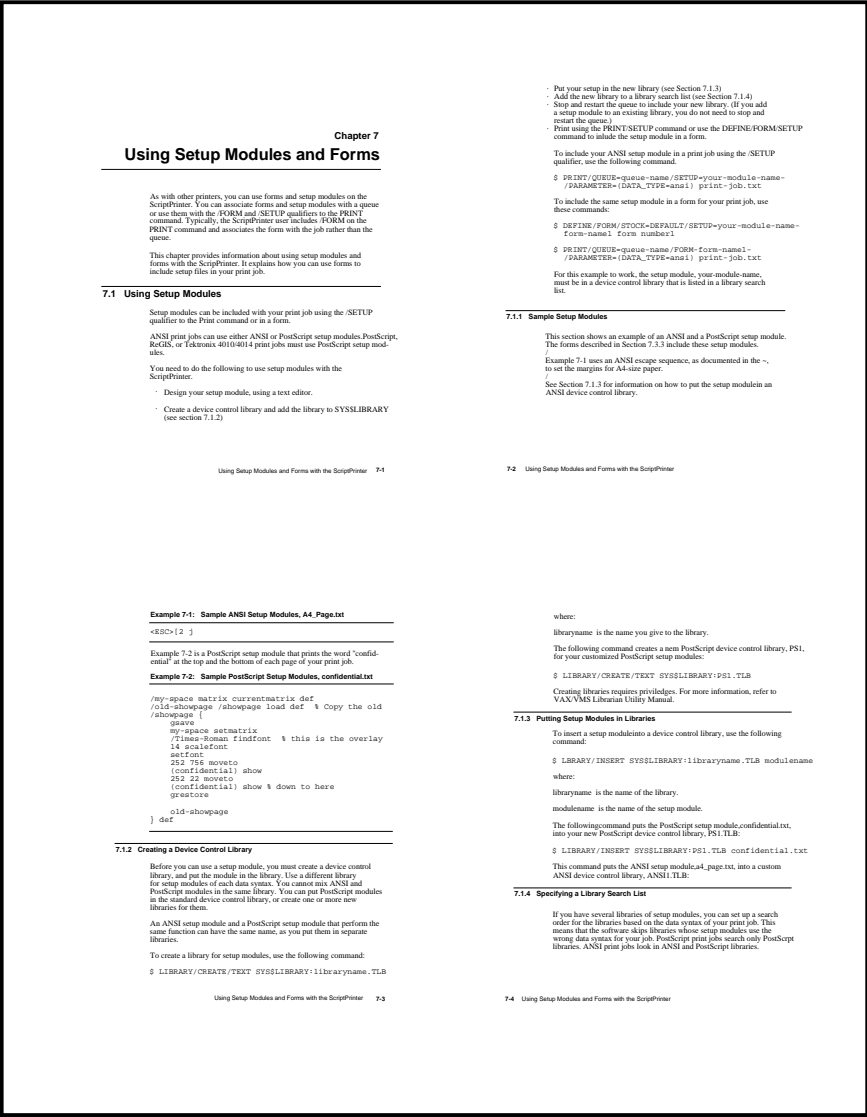 Chapter 7
Using Setup Modules and Forms
As with other printers, you can use forms and setup modules on the
ScriptPrinter. You can associate forms and setup modules with a queue
or use them with the /FORM and /SETUP qualifiers to the PRINT
command. Typically, the ScriptPrinter user includes /FORM on the
PRINT command and associates the form with the job rather than the
queue.
This chapter provides information about using setup modules and
forms with the ScripPrinter. It explains how you can use forms to
include setup files in your print job.
7.1 Using Setup Modules
Setup modules can be included with your print job using the /SETUP
qualifier to the Print command or in a form.
ANSI print jobs can use either ANSI or PostScript setup modules.PostScript,
ReGIS, or Tektronix 4010/4014 print jobs must use PostScript setup mod-
ules.
You need to do the following to use setup modules with the
ScriptPrinter.
· Design your setup module, using a text editor.
· Create a device control library and add the library to SYS$LIBRARY
(see section 7.1.2)
Using Setup Modules and Forms with the ScriptPrinter 7-1
· Put your setup in the new library (see Section 7.1.3)
· Add the new library to a library search list (see Section 7.1.4)
· Stop and restart the queue to include your new library. (If you add
a setup module to an existing library, you do not need to stop and
restart the queue.)
· Print using the PRINT/SETUP command or use the DEFINE/FORM/SETUP
command to inlude the setup module in a form.
To include your ANSI setup module in a print job using the /SETUP
qualifier, use the following command.
$ PRINT/QUEUE=queue-name/SETUP=your-module-name-
/PARAMETER=(DATA_TYPE=ansi) print-job.txt
To include the same setup module in a form for your print job, use
these commands:
$ DEFINE/FORM/STOCK=DEFAULT/SETUP=your-module-name-
form-name1 form number1
$ PRINT/QUEUE=queue-name/FORM-form-name1-
/PARAMETER=(DATA_TYPE=ansi) print-job.txt
For this example to work, the setup module, your-module-name,
must be in a device control library that is listed in a library search
list.
7.1.1 Sample Setup Modules
This section shows an example of an ANSI and a PostScript setup module.
The forms described in Section 7.3.3 include these setup modules.
/
Example 7-1 uses an ANSI escape sequence, as documented in the ~,
to set the margins for A4-size paper.
/
See Section 7.1.3 for information on how to put the setup modulein an
ANSI device control library.
7-2 Using Setup Modules and Forms with the ScriptPrinter
Example 7-1: Sample ANSI Setup Modules, A4_Page.txt
<ESC>[2 j
Example 7-2 is a PostScript setup module that prints the word "confid-
ential" at the top and the bottom of each page of your print job.
Example 7-2: Sample PostScript Setup Modules, confidential.txt
/my-space matrix currentmatrix def
/old-showpage /showpage load def % Copy the old
/showpage {
gsave
my-space setmatrix
/Times-Roman findfont % this is the overlay
14 scalefont
setfont
252 756 moveto
(confidential) show
252 22 moveto
(confidential) show % down to here
grestore
old-showpage
} def
7.1.2 Creating a Device Control Library
Before you can use a setup module, you must create a device control
library, and put the module in the library. Use a different library
for setup modules of each data syntax. You cannot mix ANSI and
PostScript modules in the same library. You can put PostScript modules
in the standard device control library, or create one or more new
libraries for them.
An ANSI setup module and a PostScript setup module that perform the
same function can have the same name, as you put them in separate
libraries.
To create a library for setup modules, use the following command:
$ LIBRARY/CREATE/TEXT SYS$LIBRARY:libraryname.TLB
Using Setup Modules and Forms with the ScriptPrinter 7-3
where:
libraryname is the name you give to the library.
The following command creates a nem PostScript device control library, PS1,
for your customized PostScript setup modules:
$ LIBRARY/CREATE/TEXT SYS$LIBRARY:PS1.TLB
Creating libraries requires priviledges. For more information, refer to
VAX/VMS Librarian Utility Manual.
7.1.3 Putting Setup Modules in Libraries
To insert a setup moduleinto a device control library, use the following
command:
$ LBRARY/INSERT SYS$LIBRARY:libraryname.TLB modulename
where:
libraryname is the name of the library.
modulename is the name of the setup module.
The followingcommand puts the PostScript setup module,confidential.txt,
into your new PostScript device control library, PS1.TLB:
$ LIBRARY/INSERT SYS$LIBRARY:PS1.TLB confidential.txt
This command puts the ANSI setup module,a4_page.txt, into a custom
ANSI device control library, ANSI1.TLB:
7.1.4 Specifying a Library Search List
If you have several libraries of setup modules, you can set up a search
order for the libraries based on the data syntax of your print job. This
means that the software skips libraries whose setup modules use the
wrong data syntax for your job. PostScript print jobs search only PostScrpt
libraries. ANSI print jobs look in ANSI and PostScript libraries.
7-4 Using Setup Modules and Forms with the ScriptPrinter